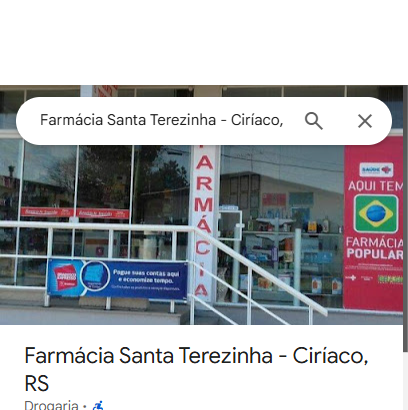 Farmácia Santa Terezinha - Ciríaco,
FARMÁCIA
AQUI TEM
FARMÁCIA
POPULAR
Pague suas contas aqui
e economize tempo.
Farmácia Santa Terezinha - Ciríaco,
RS
Drogaria •